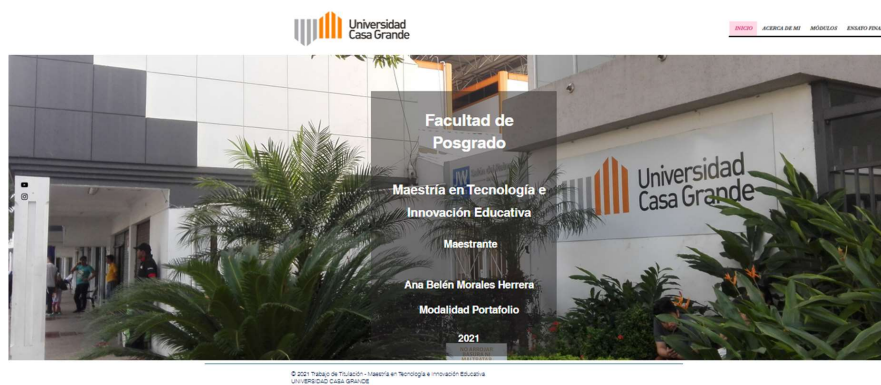 Universidad
Casa Grande
INICIO ACERCA DE MI MÓDULOS ENSAYO FINA
Facultad de
Posgrado
Maestría en Tecnología e
Innovación Educativa
Maestrante
Ana Belén Morales Herrera
Modalidad Portafolio
2021
Universidad
Casa Grande
© 2021 Trabajo de Titulación - Maestría en Tecnología e Innovación Educativa.
UNIVERSIDAD CASA GRANDE